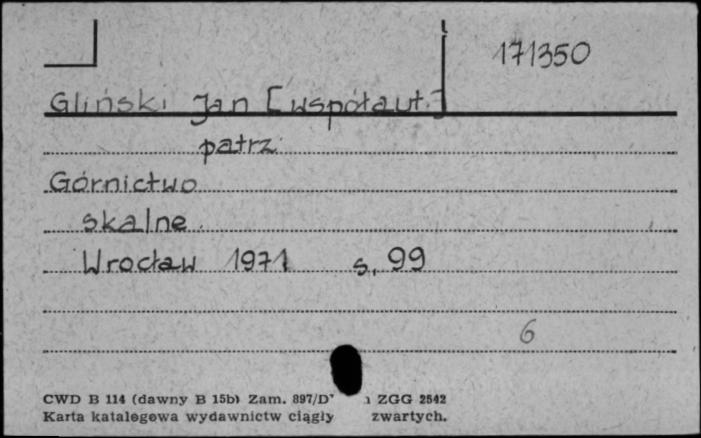 171350
Gliński Jan [współaut.]
patrz
Górnictwo
skalne
Wrocław 1971 s. 99
6
CWD B 114 (dawny B 15b) Zam. 897/D ZGG 2542
Karta katalogowa wydawnictw ciągły zwartych.